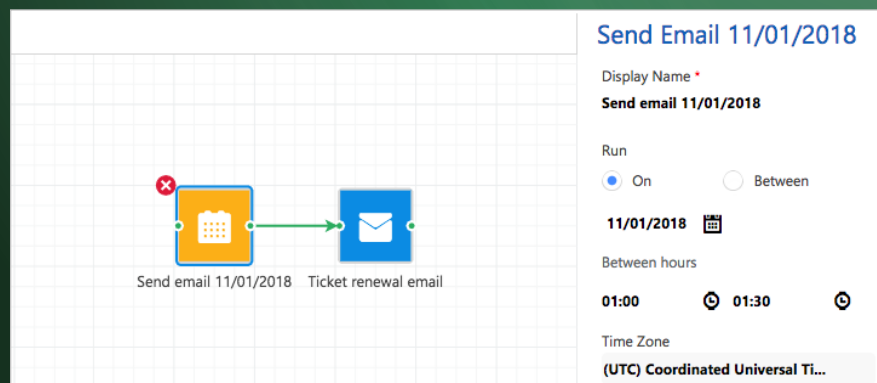 Send Email 11/01/2018
Display Name *
Send email 11/01/2018
Run
On Between
11/01/2018
Between hours
01:00 01:30
Time Zone
(UTC) Coordinated Universal Ti...
Send email 11/01/2018 Ticket renewal email